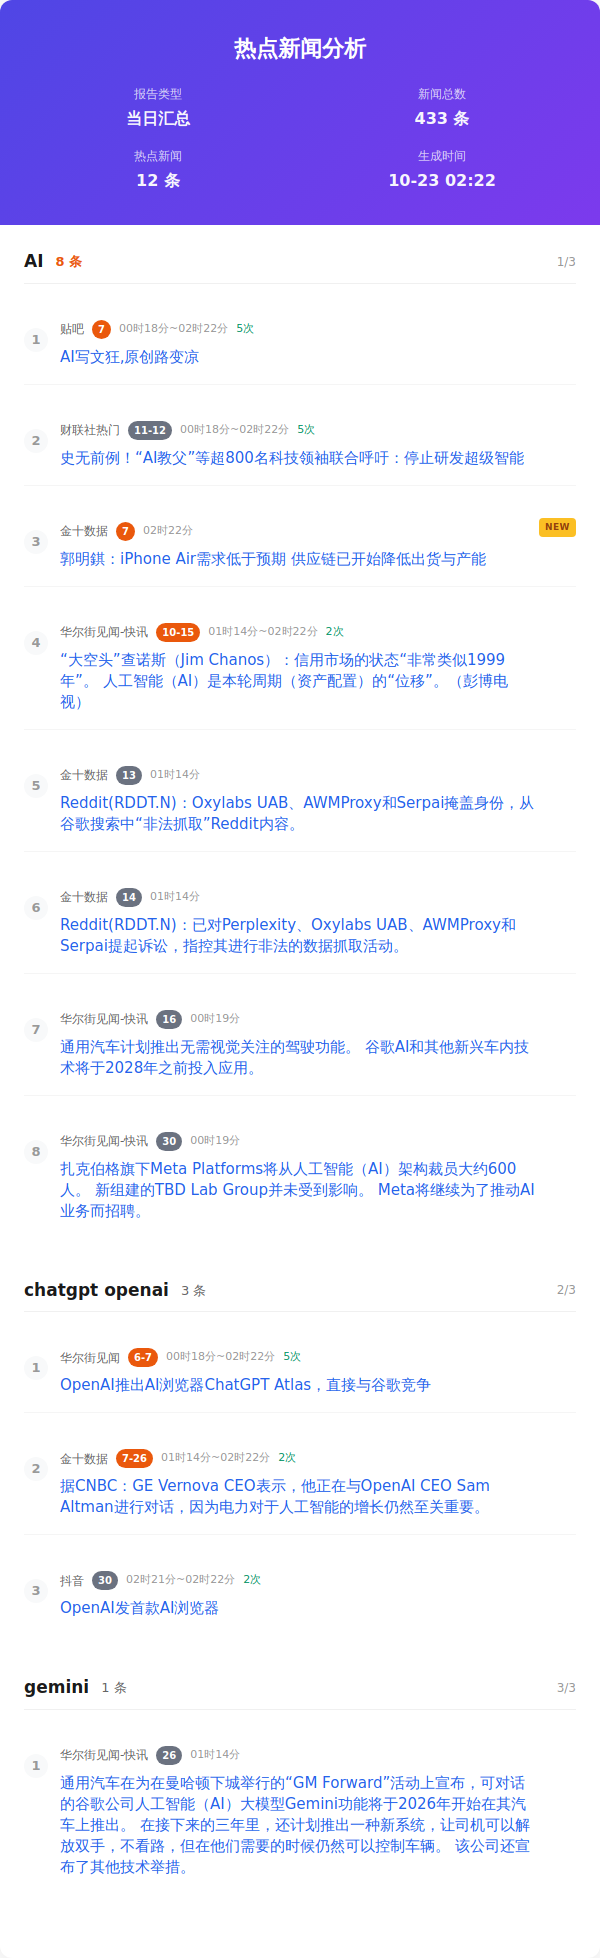 热点新闻分析
报告类型
新闻总数
当日汇总
433 条
热点新闻
生成时间
12 条
10-23 02:22
AI 8 条 1/3
1
贴吧 7 00时18分~02时22分 5次
AI写文狂,原创路变凉
2
财联社热门 11-12 00时18分~02时22分 5次
史无前例！“AI教父”等超800名科技领袖联合呼吁：停止研发超级智能
3
金十数据 7 02时22分 NEW
郭明錤：iPhone Air需求低于预期 供应链已开始降低出货与产能
4
华尔街见闻-快讯 10-15 01时14分~02时22分 2次
“大空头”查诺斯（Jim Chanos）：信用市场的状态“非常类似1999
年”。 人工智能（AI）是本轮周期（资产配置）的“位移”。（彭博电
视）
5
金十数据 13 01时14分
Reddit(RDDT.N)：Oxylabs UAB、AWMProxy和Serpai掩盖身份，从
谷歌搜索中“非法抓取”Reddit内容。
6
金十数据 14 01时14分
Reddit(RDDT.N)：已对Perplexity、Oxylabs UAB、AWMProxy和
Serpai提起诉讼，指控其进行非法的数据抓取活动。
7
华尔街见闻-快讯 16 00时19分
通用汽车计划推出无需视觉关注的驾驶功能。 谷歌AI和其他新兴车内技
术将于2028年之前投入应用。
8
华尔街见闻-快讯 30 00时19分
扎克伯格旗下Meta Platforms将从人工智能（AI）架构裁员大约600
人。 新组建的TBD Lab Group并未受到影响。 Meta将继续为了推动AI
业务而招聘。
chatgpt openai 3 条 2/3
1
华尔街见闻 6-7 00时18分~02时22分 5次
OpenAI推出AI浏览器ChatGPT Atlas，直接与谷歌竞争
2
金十数据 7-26 01时14分~02时22分 2次
据CNBC：GE Vernova CEO表示，他正在与OpenAI CEO Sam
Altman进行对话，因为电力对于人工智能的增长仍然至关重要。
3
抖音 30 02时21分~02时22分 2次
OpenAI发首款AI浏览器
gemini 1 条 3/3
1
华尔街见闻-快讯 26 01时14分
通用汽车在为在曼哈顿下城举行的“GM Forward”活动上宣布，可对话
的谷歌公司人工智能（AI）大模型Gemini功能将于2026年开始在其汽
车上推出。 在接下来的三年里，还计划推出一种新系统，让司机可以解
放双手，不看路，但在他们需要的时候仍然可以控制车辆。 该公司还宣
布了其他技术举措。